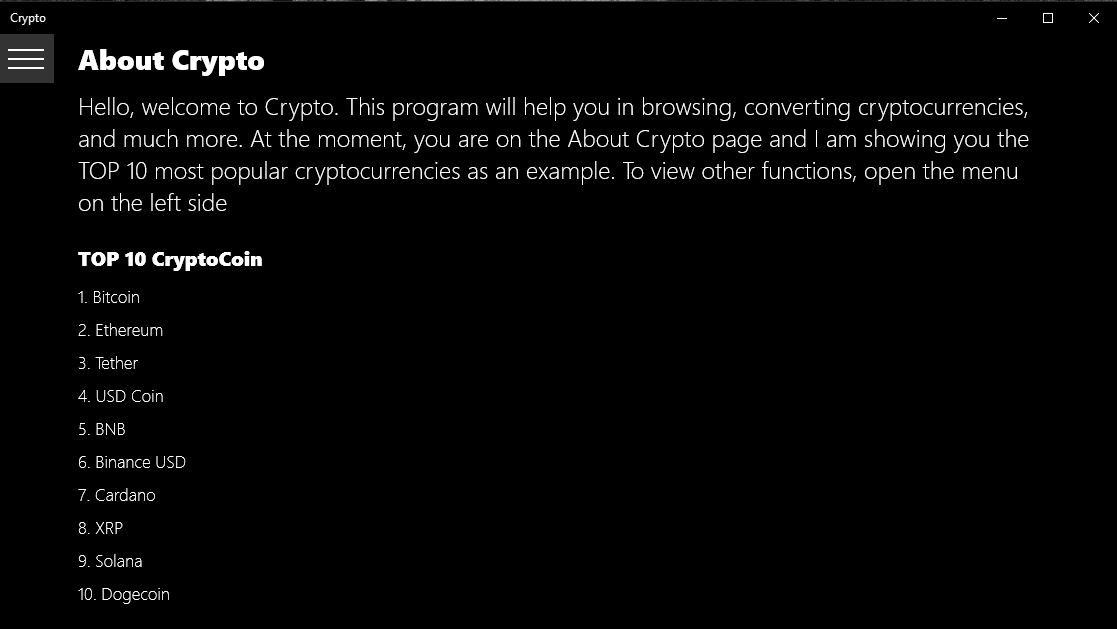 Crypto
About Crypto
Hello, welcome to Crypto. This program will help you in browsing, converting cryptocurrencies,
and much more. At the moment, you are on the About Crypto page and I am showing you the
TOP 10 most popular cryptocurrencies as an example. To view other functions, open the menu
on the left side
TOP 10 CryptoCoin
1. Bitcoin
2. Ethereum
3. Tether
4. USD Coin
5. BNB
6. Binance USD
7. Cardano
8. XRP
9. Solana
10. Dogecoin